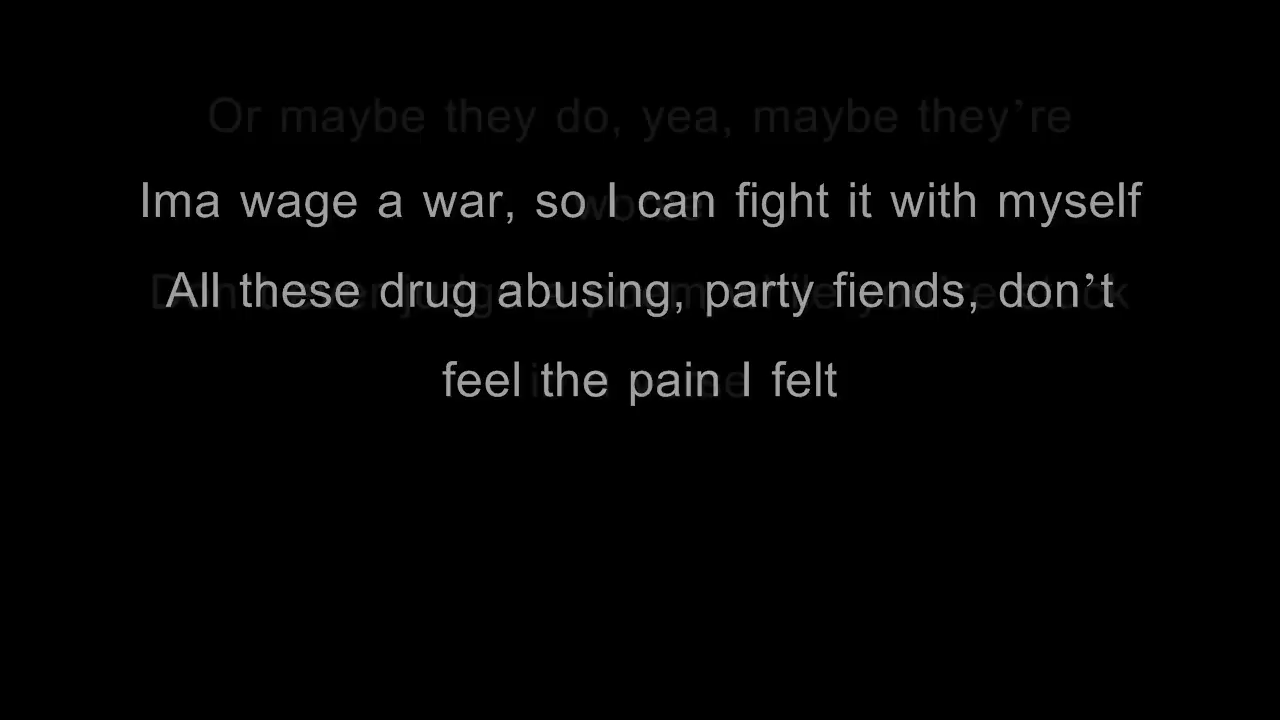 Or maybe they do, yea, maybe they’re
worse
Ima wage a war, so I can fight it with myself
All these drug abusing, party fiends, don’t
feel the pain I felt